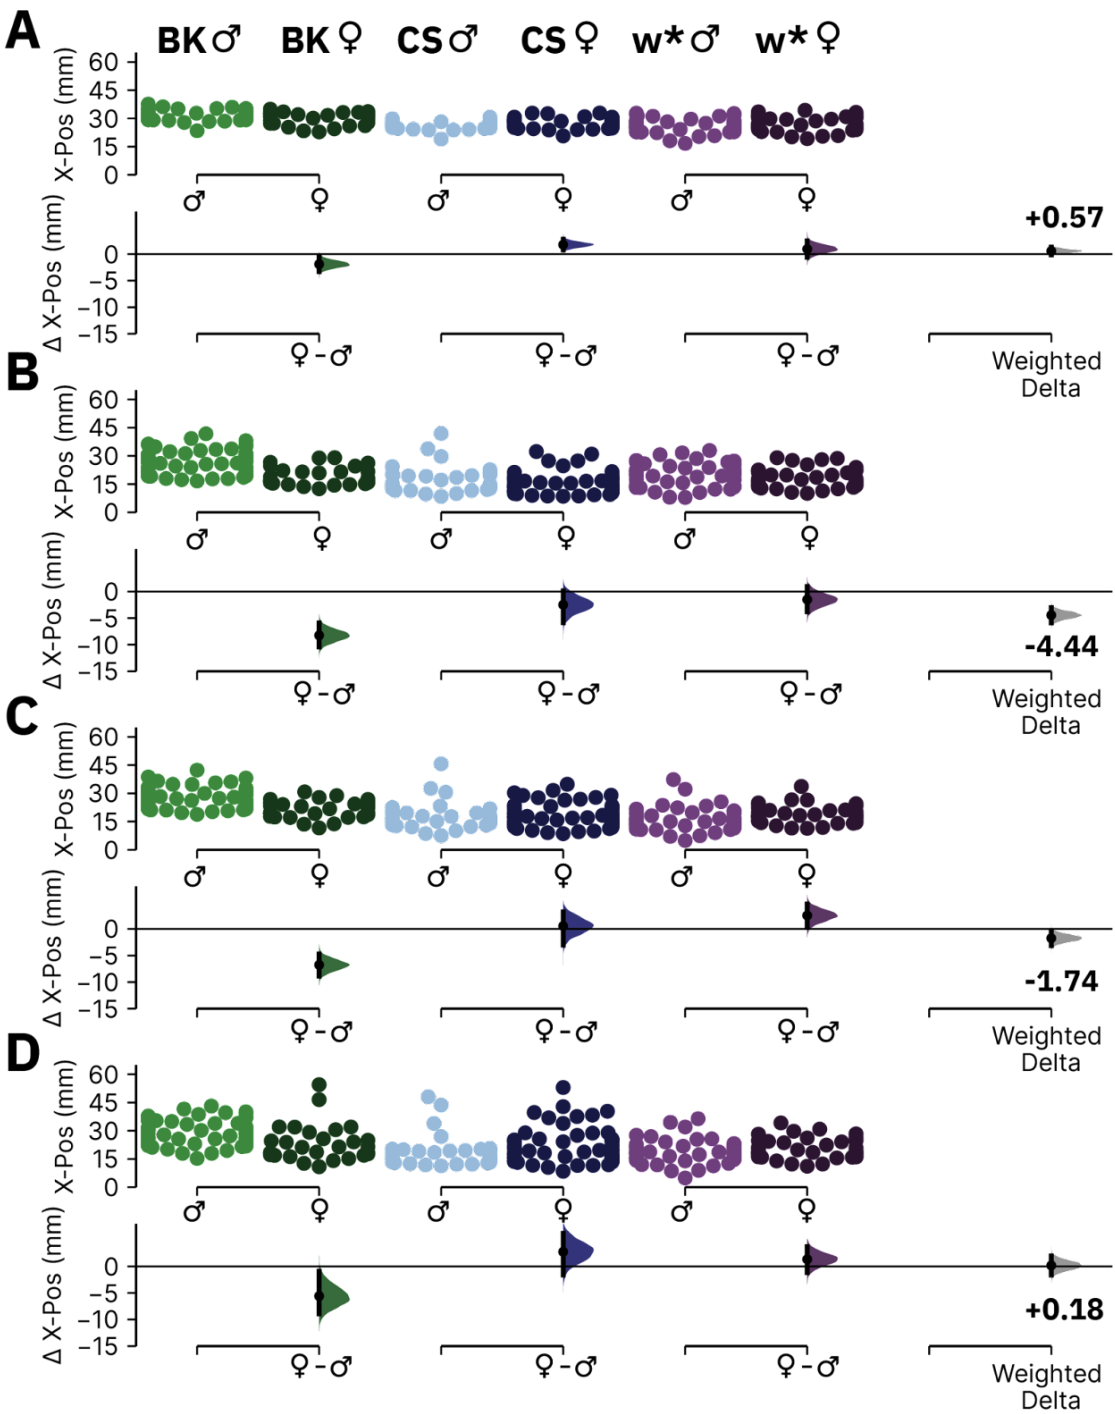 A
BK♂ BK♀ CS♂ CS♀ w*♂ w*♀
X-Pos (mm)
60
45
30
15
0
♂ ♀ ♂ ♀ ♂ ♀
Δ X-Pos (mm)
0
−5
−10
−15
+0.57
♀-♂ ♀-♂ ♀-♂ Weighted
Delta
B
X-Pos (mm)
60
45
30
15
0
♂ ♀ ♂ ♀ ♂ ♀
Δ X-Pos (mm)
0
−5
−10
−15
-4.44
♀-♂ ♀-♂ ♀-♂ Weighted
Delta
C
X-Pos (mm)
60
45
30
15
0
♂ ♀ ♂ ♀ ♂ ♀
Δ X-Pos (mm)
0
−5
−10
−15
-1.74
♀-♂ ♀-♂ ♀-♂ Weighted
Delta
D
X-Pos (mm)
60
45
30
15
0
♂ ♀ ♂ ♀ ♂ ♀
Δ X-Pos (mm)
0
−5
−10
−15
+0.18
♀-♂ ♀-♂ ♀-♂ Weighted
Delta